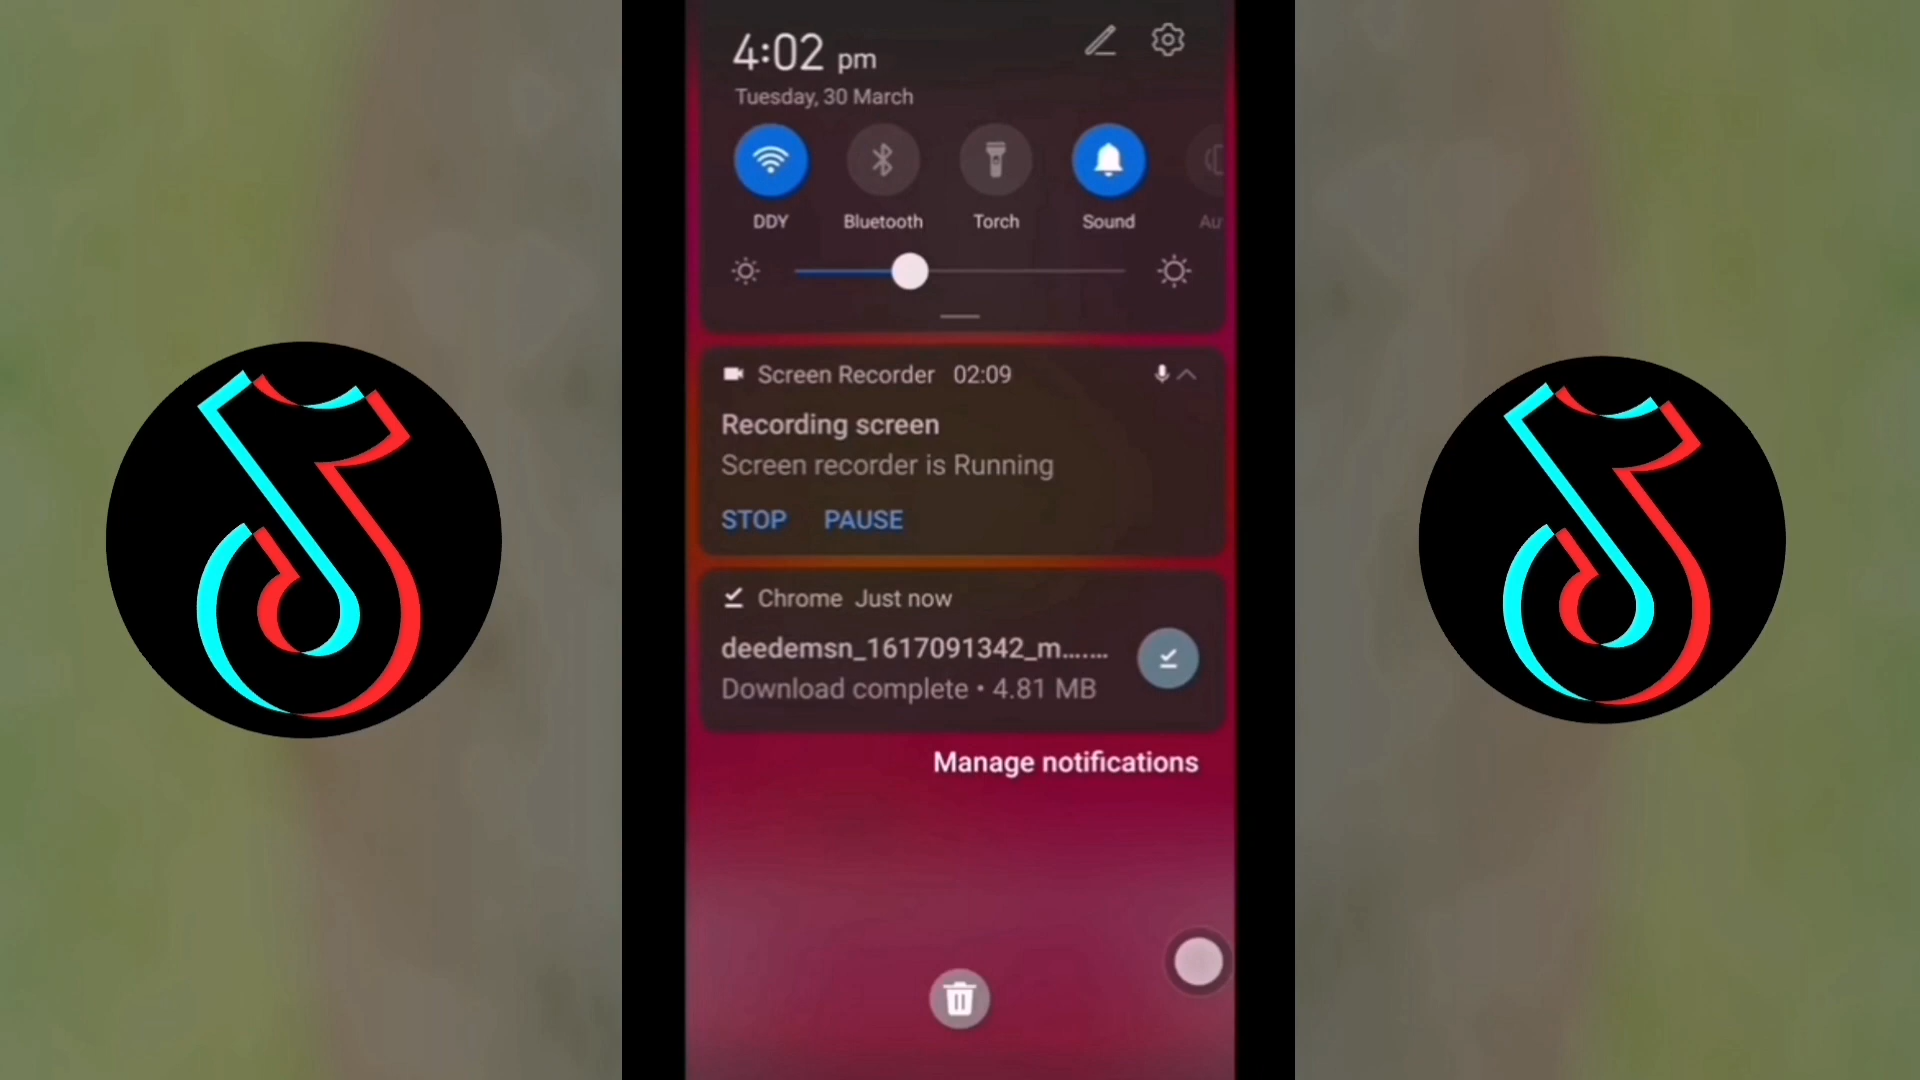 4:02 pm
Tuesday, 30 March
DDY Bluetooth Torch Sound
Screen Recorder 02:09
Recording screen
Screen recorder is Running
STOP PAUSE
Chrome Just now
deedemsn_1617091342_m......
Download complete • 4.81 MB
Manage notifications